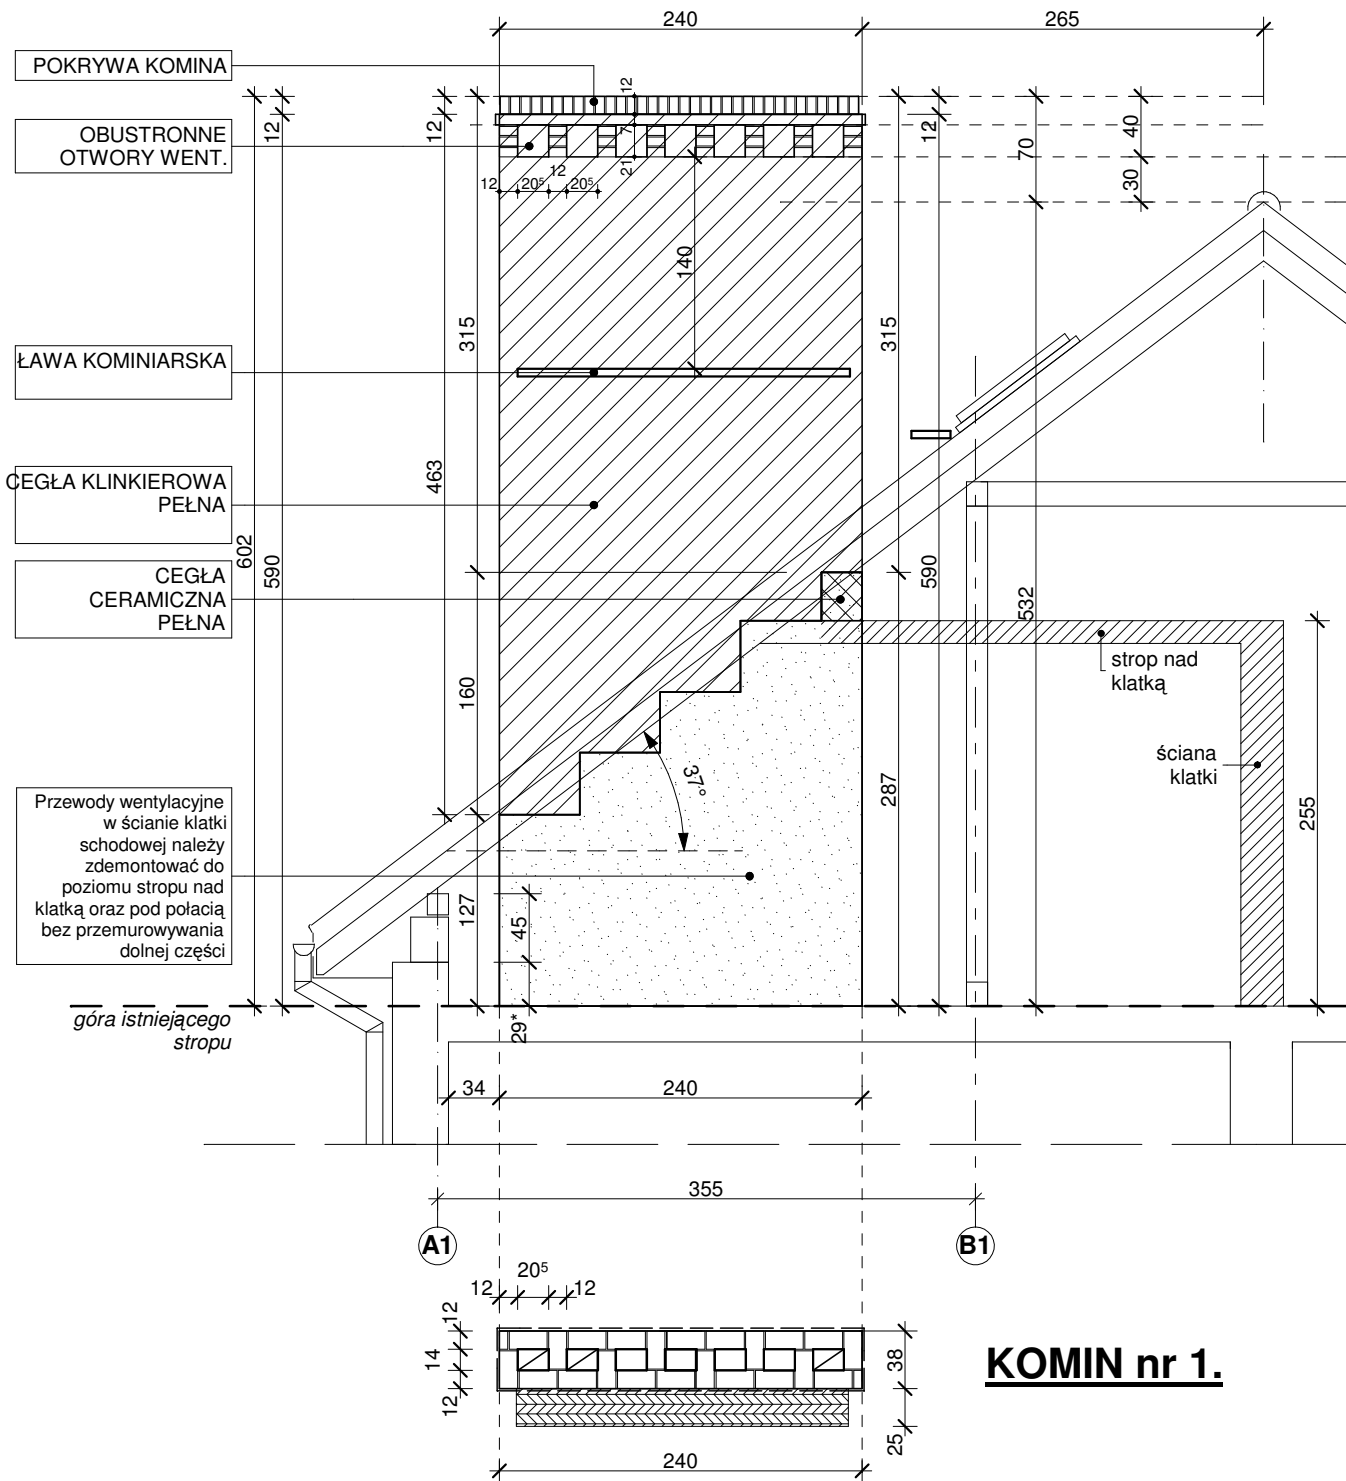 240
265
POKRYWA KOMINA
OBUSTRONNE
OTWORY WENT.
ŁAWA KOMINIARSKA
CEGŁA KLINKIEROWA
PEŁNA
CEGŁA
CERAMICZNA
PEŁNA
Przewody wentylacyjne
w ścianie klatki
schodowej należy
zdemontować do
poziomu stropu nad
klatką oraz pod połacią
bez przemurowywania
dolnej części
góra istniejącego
stropu
602
12
590
12
463
315
160
127
12
7
21
12
20⁵
12
20⁵
140
315
287
12
590
70
532
40
30
strop nad
klatką
ściana
klatki
255
37°
45
29*
34
240
355
A1
B1
12
20⁵
12
12
14
12
38
25
240
KOMIN nr 1.